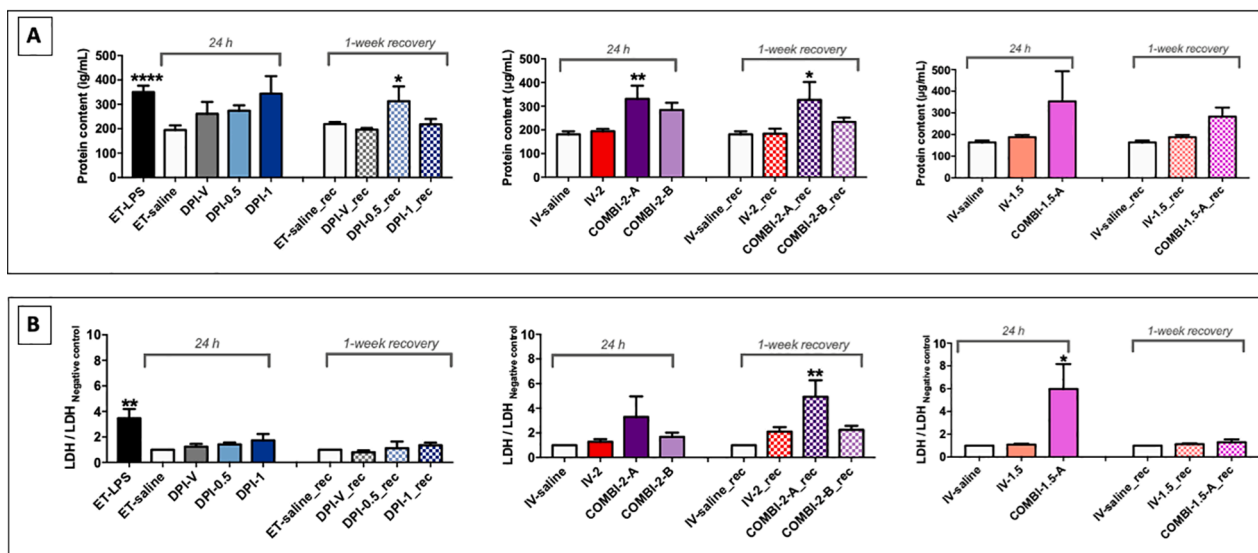 A
24 h
1-week recovery
Protein content (ig/mL)
500
400
300
200
100
0
****
*
ET-LPS
ET-saline
DPI-V
DPI-0.5
DPI-1
ET-saline_rec
DPI-V_rec
DPI-0.5_rec
DPI-1_rec
24 h
1-week recovery
Protein content (µg/mL)
500
400
300
200
100
0
**
*
IV-saline
IV-2
COMBI-2-A
COMBI-2-B
IV-saline_rec
IV-2_rec
COMBI-2-A_rec
COMBI-2-B_rec
24 h
1-week recovery
Protein content (µg/mL)
500
400
300
200
100
0
IV-saline
IV-1.5
COMBI-1.5-A
IV-saline_rec
IV-1.5_rec
COMBI-1.5-A_rec
B
24 h
1-week recovery
LDH / LDH Negative control
10
8
6
4
2
0
**
ET-LPS
ET-saline
DPI-V
DPI-0.5
DPI-1
ET-saline_rec
DPI-V_rec
DPI-0.5_rec
DPI-1_rec
24 h
1-week recovery
LDH / LDH Negative control
10
8
6
4
2
0
**
IV-saline
IV-2
COMBI-2-A
COMBI-2-B
IV-saline_rec
IV-2_rec
COMBI-2-A_rec
COMBI-2-B_rec
24 h
1-week recovery
LDH / LDH Negative control
10
8
6
4
2
0
*
IV-saline
IV-1.5
COMBI-1.5-A
IV-saline_rec
IV-1.5_rec
COMBI-1.5-A_rec